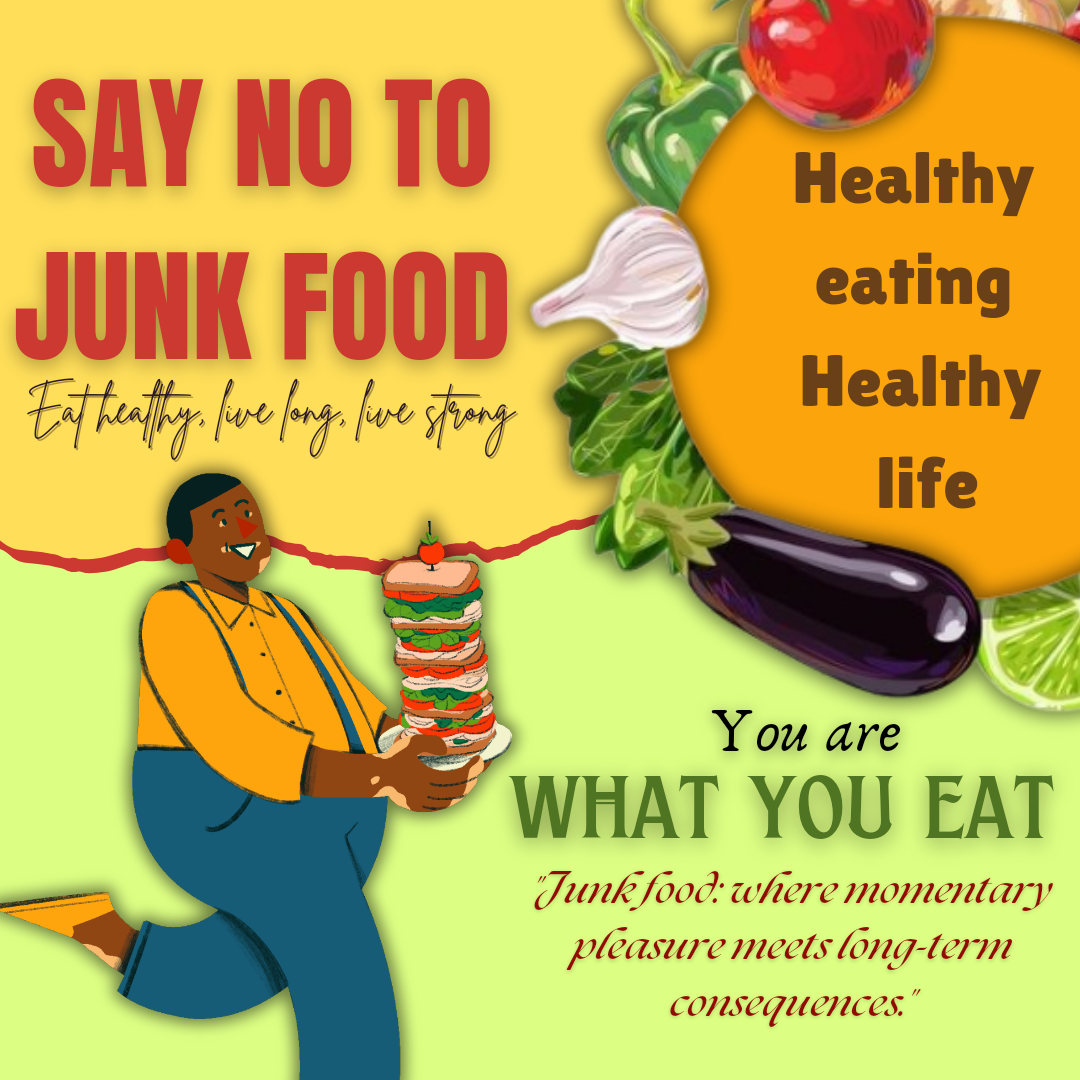 SAY NO TO
JUNK FOOD
Eat healthy, live long, live strong
Healthy
eating
Healthy
life
You are
WHAT YOU EAT
"Junk food: where momentary
pleasure meets long-term
consequences."